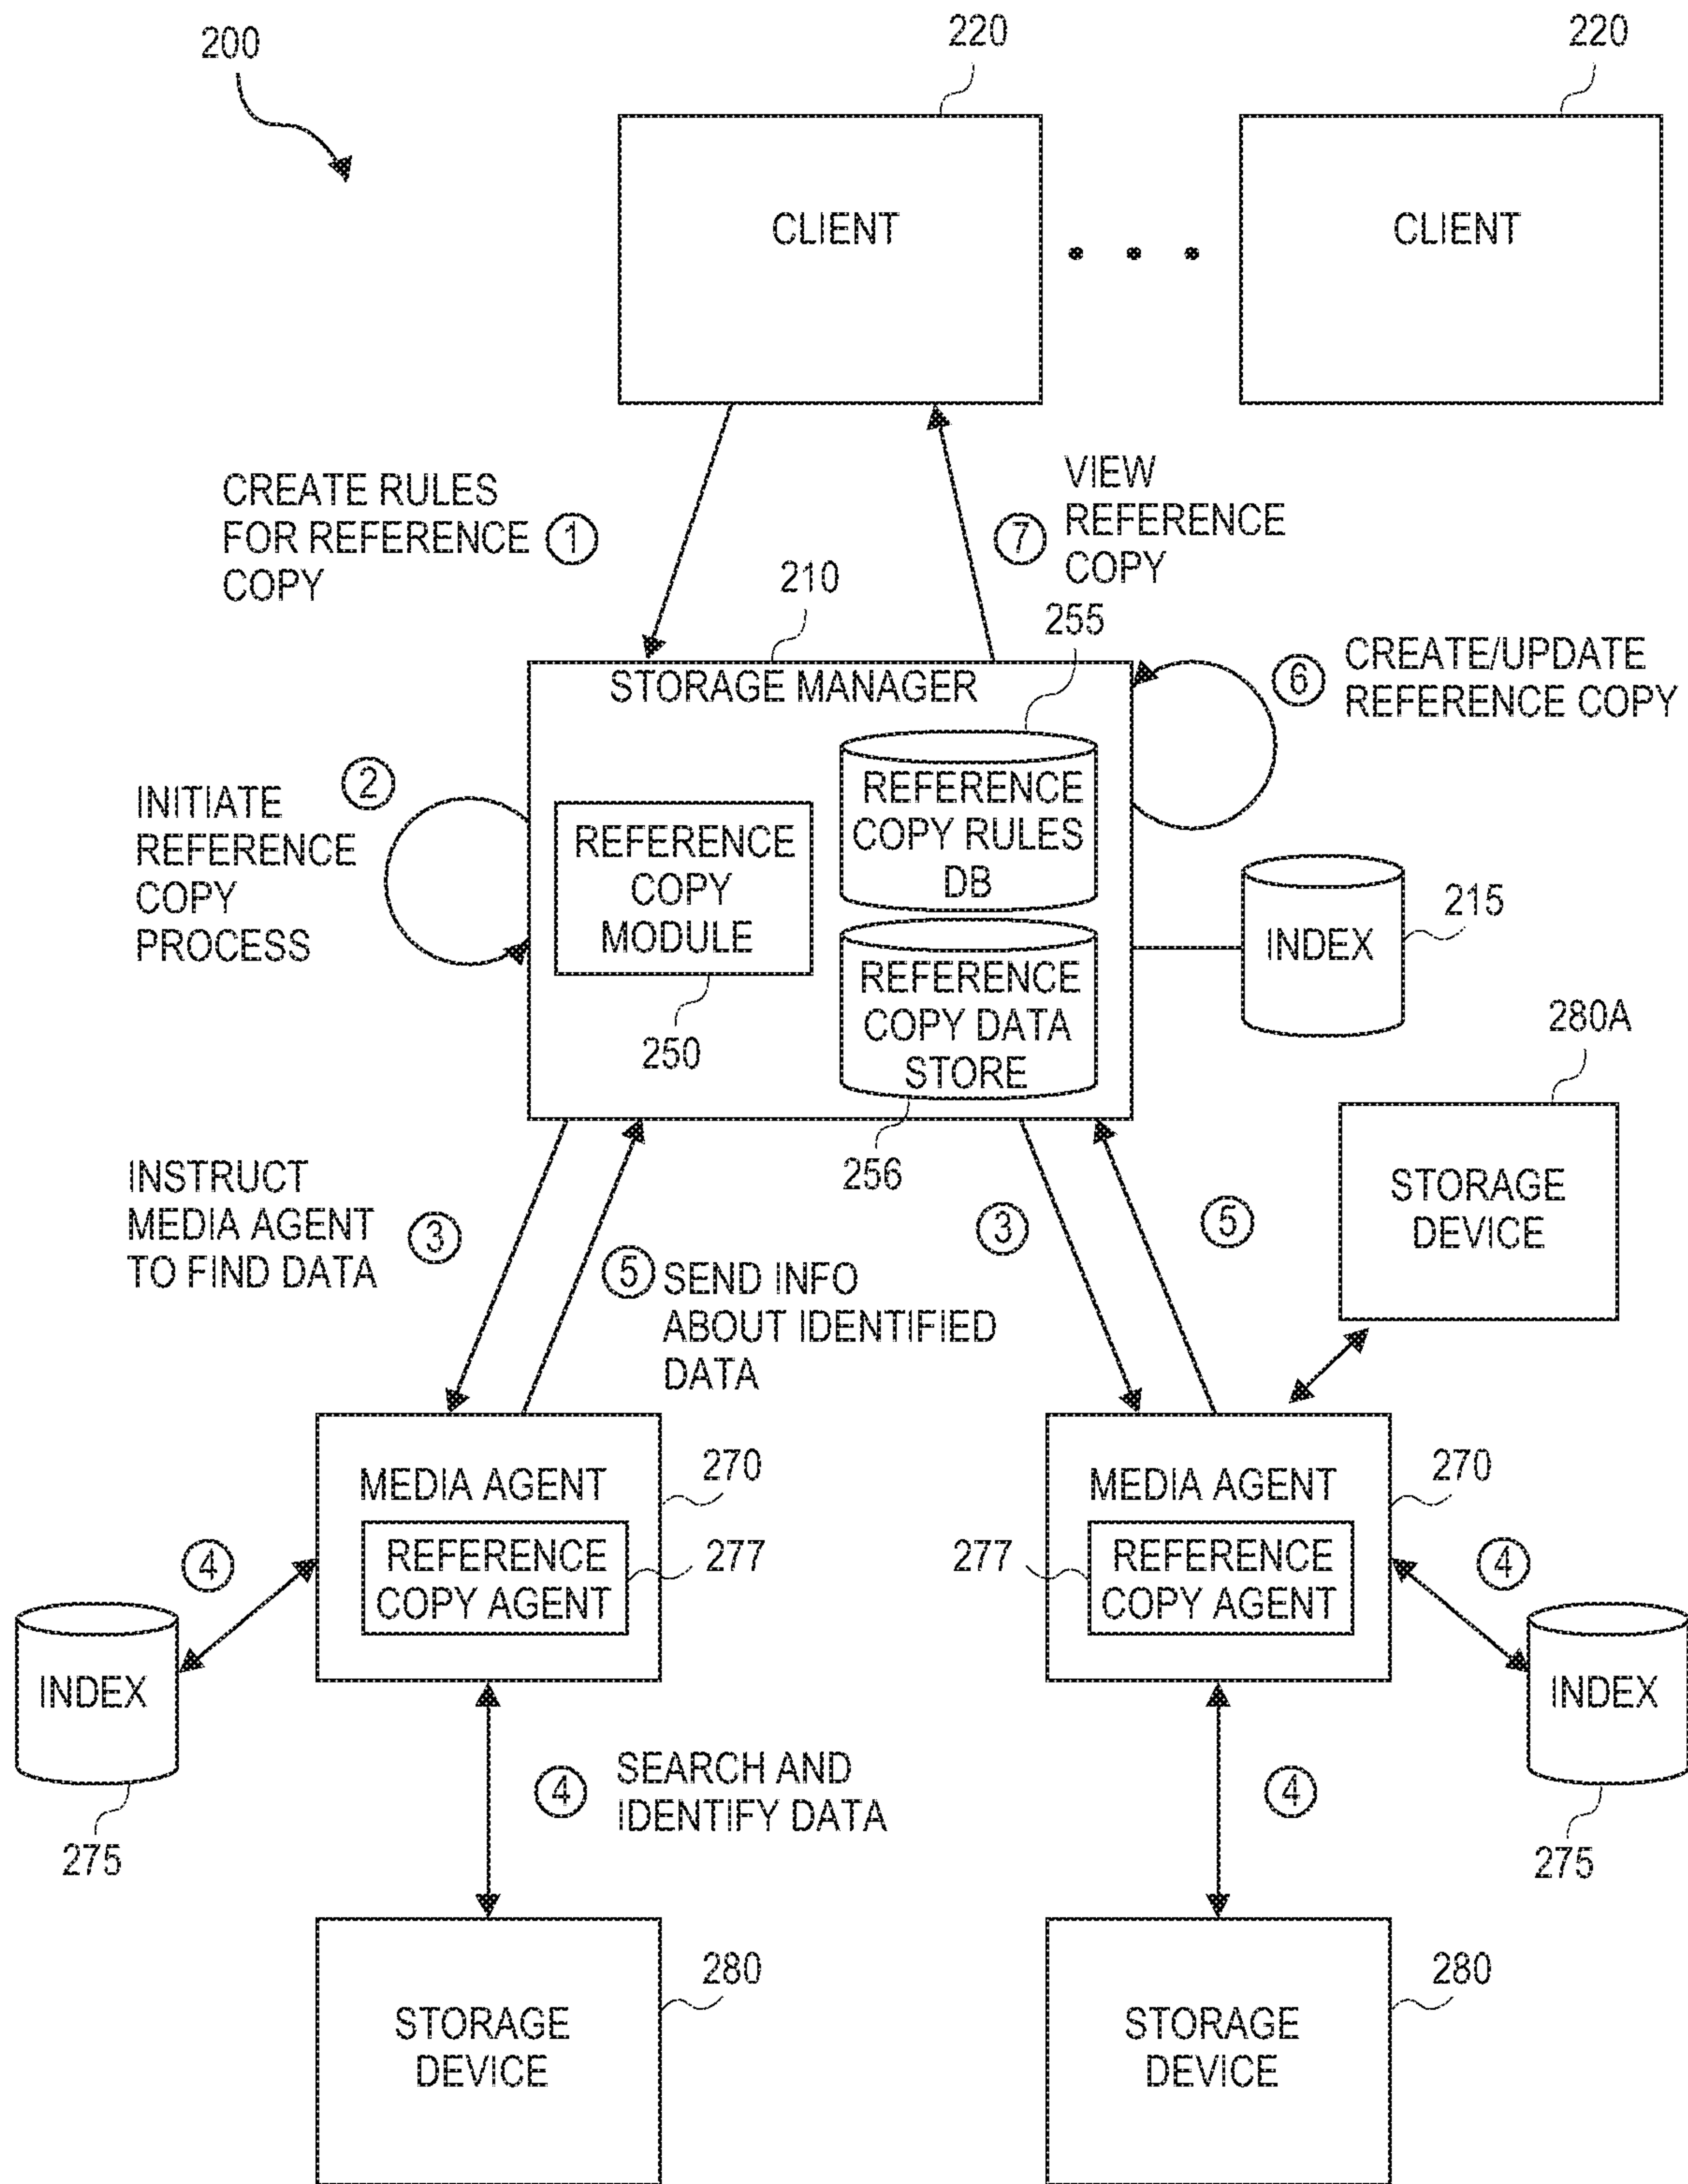 200
220
220
CLIENT
CLIENT
CREATE RULES
FOR REFERENCE
COPY
1
7
VIEW
REFERENCE
COPY
210
255
STORAGE MANAGER
6
CREATE/UPDATE
REFERENCE COPY
2
INITIATE
REFERENCE
COPY
PROCESS
REFERENCE
COPY
MODULE
250
REFERENCE
COPY RULES
DB
REFERENCE
COPY DATA
STORE
256
INDEX
215
280A
STORAGE
DEVICE
INSTRUCT
MEDIA AGENT
TO FIND DATA
3
5
SEND INFO
ABOUT IDENTIFIED
DATA
3
5
MEDIA AGENT
270
REFERENCE
COPY AGENT
277
MEDIA AGENT
270
277
REFERENCE
COPY AGENT
4
INDEX
275
4
INDEX
275
4
SEARCH AND
IDENTIFY DATA
4
STORAGE
DEVICE
280
STORAGE
DEVICE
280